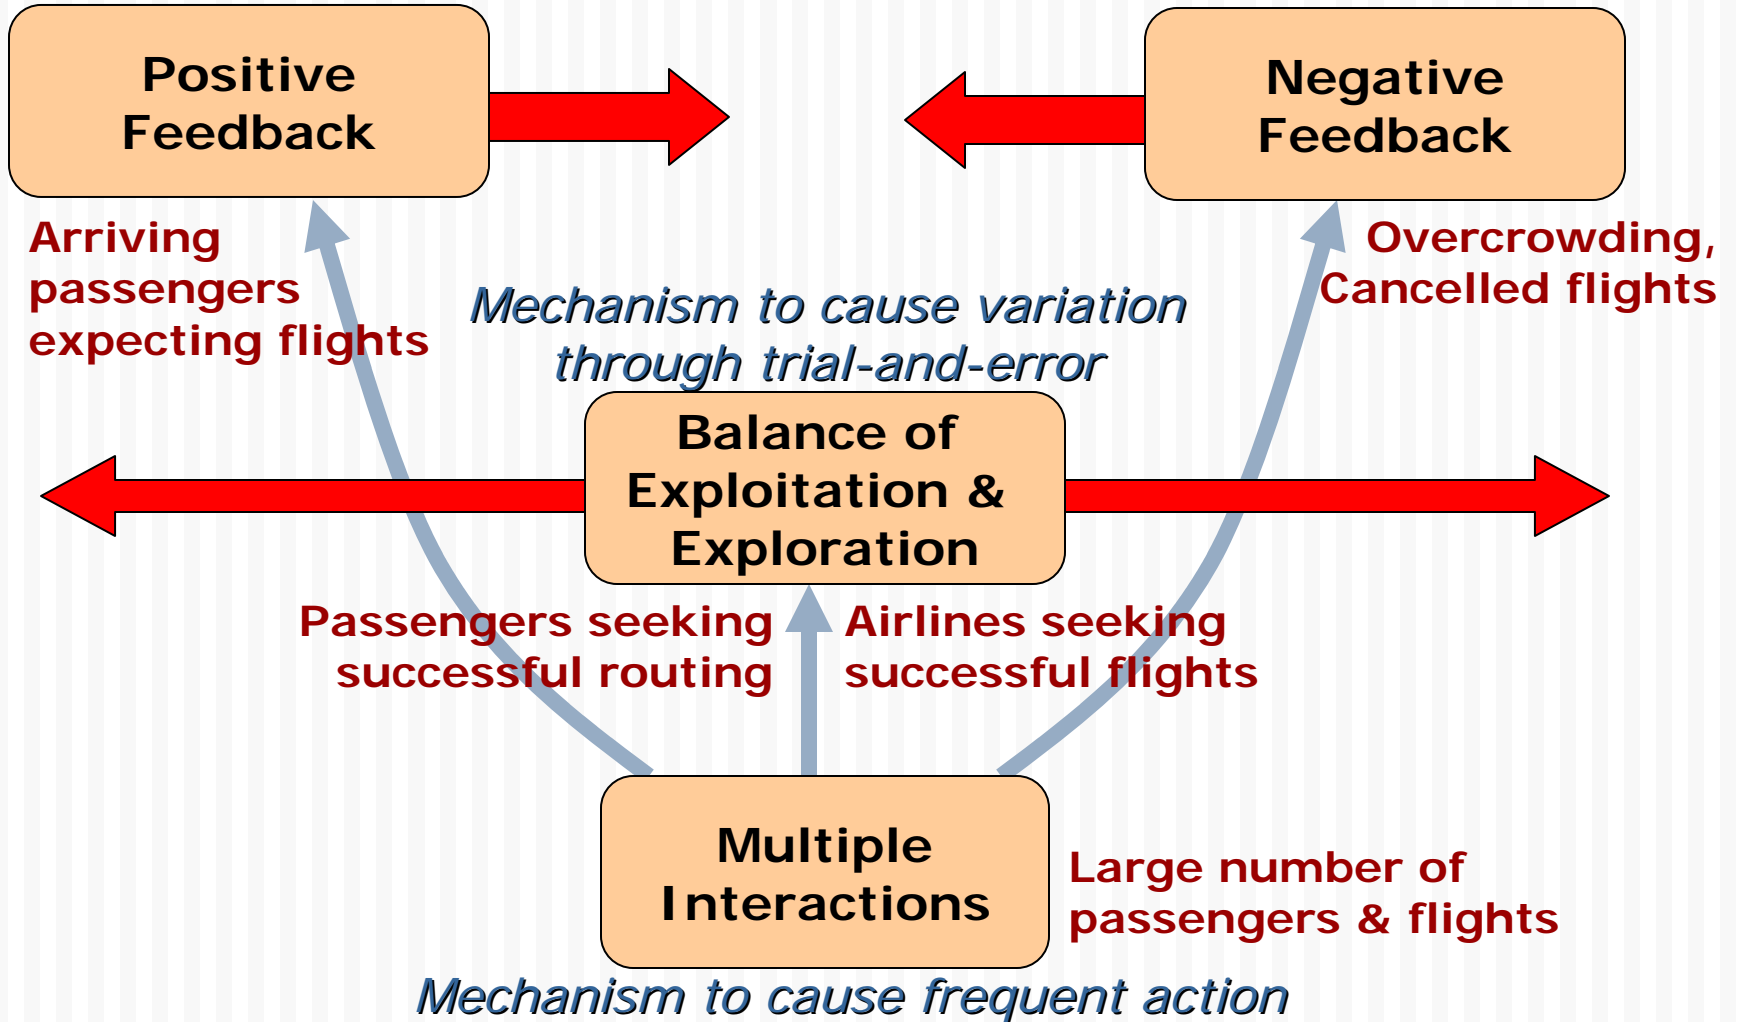 Positive
Feedback
Negative
Feedback
Arriving
passengers
expecting flights
Overcrowding,
Cancelled flights
Mechanism to cause variation
through trial-and-error
Balance of
Exploitation &
Exploration
Passengers seeking
successful routing
Airlines seeking
successful flights
Multiple
Interactions
Large number of
passengers & flights
Mechanism to cause frequent action